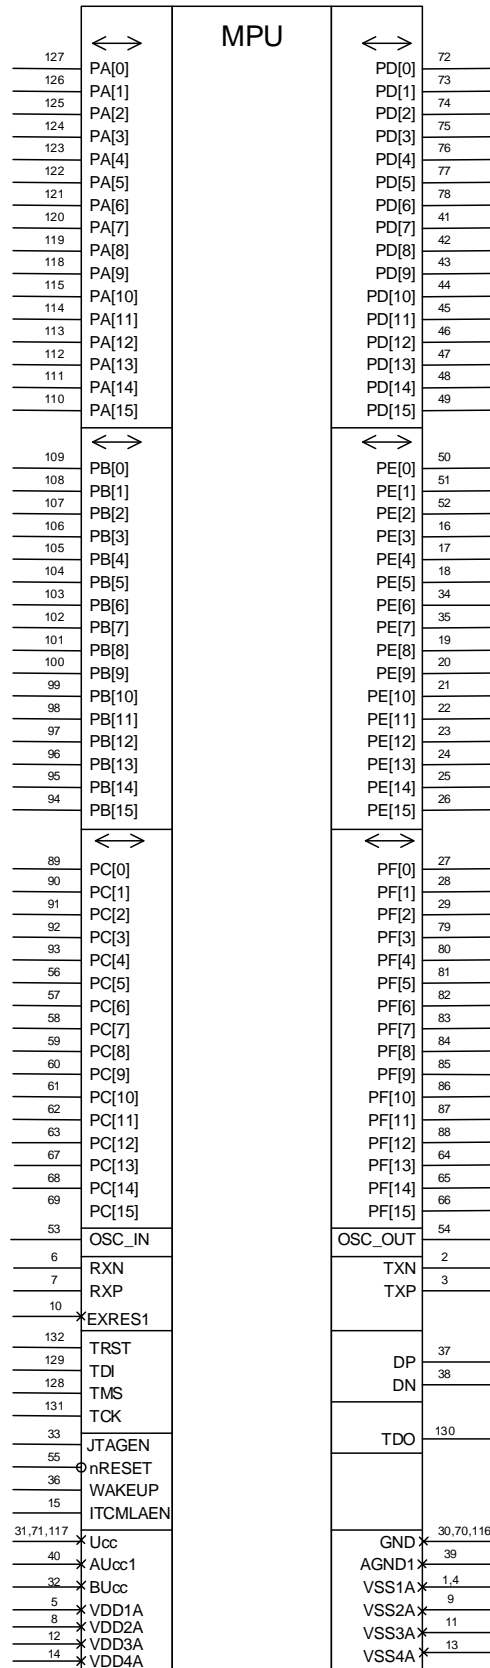 MPU
127 PA[0] PD[0] 72
126 PA[1] PD[1] 73
125 PA[2] PD[2] 74
124 PA[3] PD[3] 75
123 PA[4] PD[4] 76
122 PA[5] PD[5] 77
121 PA[6] PD[6] 78
120 PA[7] PD[7] 41
119 PA[8] PD[8] 42
118 PA[9] PD[9] 43
115 PA[10] PD[10] 44
114 PA[11] PD[11] 45
113 PA[12] PD[12] 46
112 PA[13] PD[13] 47
111 PA[14] PD[14] 48
110 PA[15] PD[15] 49
109 PB[0] PE[0] 50
108 PB[1] PE[1] 51
107 PB[2] PE[2] 52
106 PB[3] PE[3] 16
105 PB[4] PE[4] 17
104 PB[5] PE[5] 18
103 PB[6] PE[6] 34
102 PB[7] PE[7] 35
101 PB[8] PE[8] 19
100 PB[9] PE[9] 20
99 PB[10] PE[10] 21
98 PB[11] PE[11] 22
97 PB[12] PE[12] 23
96 PB[13] PE[13] 24
95 PB[14] PE[14] 25
94 PB[15] PE[15] 26
89 PC[0] PF[0] 27
90 PC[1] PF[1] 28
91 PC[2] PF[2] 29
92 PC[3] PF[3] 79
93 PC[4] PF[4] 80
56 PC[5] PF[5] 81
57 PC[6] PF[6] 82
58 PC[7] PF[7] 83
59 PC[8] PF[8] 84
60 PC[9] PF[9] 85
61 PC[10] PF[10] 86
62 PC[11] PF[11] 87
63 PC[12] PF[12] 88
67 PC[13] PF[13] 64
68 PC[14] PF[14] 65
69 PC[15] PF[15] 66
53 OSC_IN OSC_OUT 54
6 RXN TXN 2
7 RXP TXP 3
10 EXRES1
132 TRST
129 TDI DP 37
128 TMS DN 38
131 TCK
33 JTAGEN TDO 130
55 nRESET
36 WAKEUP
15 ITCMLAEN
31,71,117 Ucc GND 30,70,116
40 AUcc1 AGND1 39
32 BUcc VSS1A 1,4
5 VDD1A VSS2A 9
8 VDD2A VSS3A 11
12 VDD3A VSS4A 13
14 VDD4A